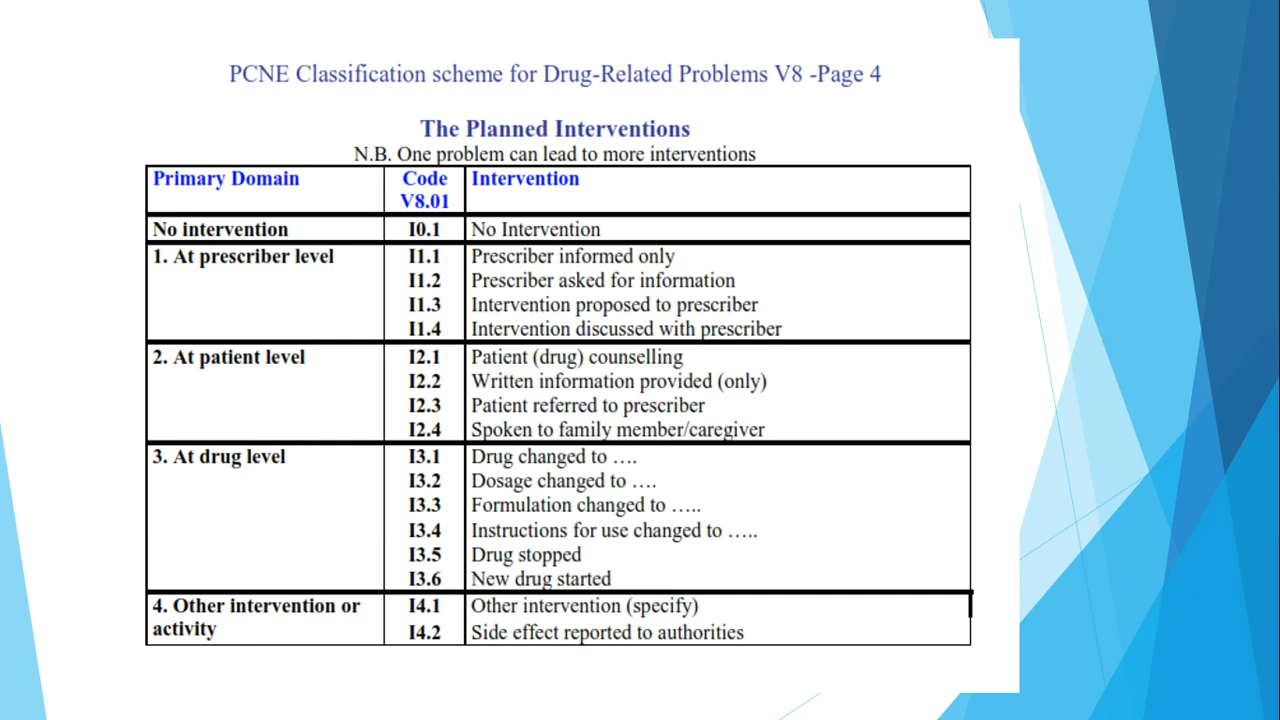 PCNE Classification scheme for Drug-Related Problems V8 -Page 4
The Planned Interventions
N.B. One problem can lead to more interventions
Primary Domain Code V8.01 Intervention
No intervention I0.1 No Intervention
1. At prescriber level I1.1 Prescriber informed only
I1.2 Prescriber asked for information
I1.3 Intervention proposed to prescriber
I1.4 Intervention discussed with prescriber
2. At patient level I2.1 Patient (drug) counselling
I2.2 Written information provided (only)
I2.3 Patient referred to prescriber
I2.4 Spoken to family member/caregiver
3. At drug level I3.1 Drug changed to ….
I3.2 Dosage changed to ….
I3.3 Formulation changed to …..
I3.4 Instructions for use changed to …..
I3.5 Drug stopped
I3.6 New drug started
4. Other intervention or I4.1 Other intervention (specify)
activity I4.2 Side effect reported to authorities